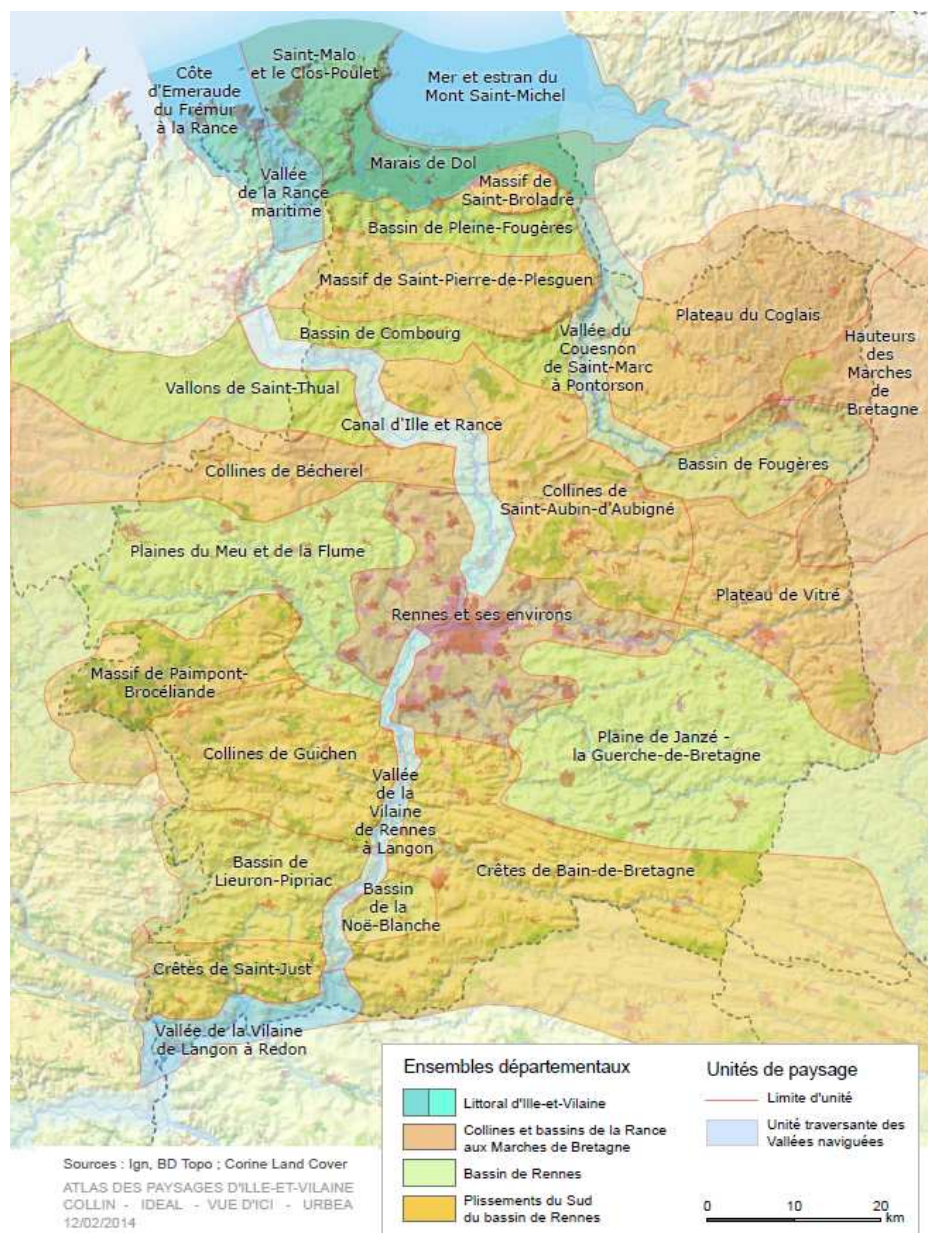 Saint-Malo
et le Clos-Poulet
Côte
d'Emeraude
du Frémur
à la Rance
Mer et estran du
Mont Saint-Michel
Vallée
de la Rance
maritime
Marais de Dol
Massif de
Saint-Broladre
Bassin de Pleine-Fougères
Massif de Saint-Pierre-de-Plesguen
Plateau du Coglais
Bassin de Combourg
Vallée du
Couesnon
de Saint-Marc
à Pontorson
Hauteurs
des
Marches
de
Bretagne
Vallons de Saint-Thual
Canal d'Ille et Rance
Collines de Bécherel
Bassin de Fougères
Collines de
Saint-Aubin-d'Aubigné
Plaines du Meu et de la Flume
Plateau de Vitré
Rennes et ses environs
Massif de Paimpont-
Brocéliande
Plaine de Janzé -
la Guerche-de-Bretagne
Collines de Guichen
Vallée
de la
Vilaine
de Rennes
à Langon
Bassin de
Lieuron-Pipriac
Crêtes de Bain-de-Bretagne
Bassin
de la
Noë-Blanche
Crêtes de Saint-Just
Vallée de la Vilaine
de Langon à Redon
Ensembles départementaux
Littoral d'Ille-et-Vilaine
Collines et bassins de la Rance
aux Marches de Bretagne
Bassin de Rennes
Plissements du Sud
du bassin de Rennes
Unités de paysage
Limite d'unité
Unité traversante des
Vallées naviguées
0 10 20
km
Sources : Ign, BD Topo ; Corine Land Cover
ATLAS DES PAYSAGES D'ILLE-ET-VILAINE
COLLIN - IDEAL - VUE D'ICI - URBEA
12/02/2014